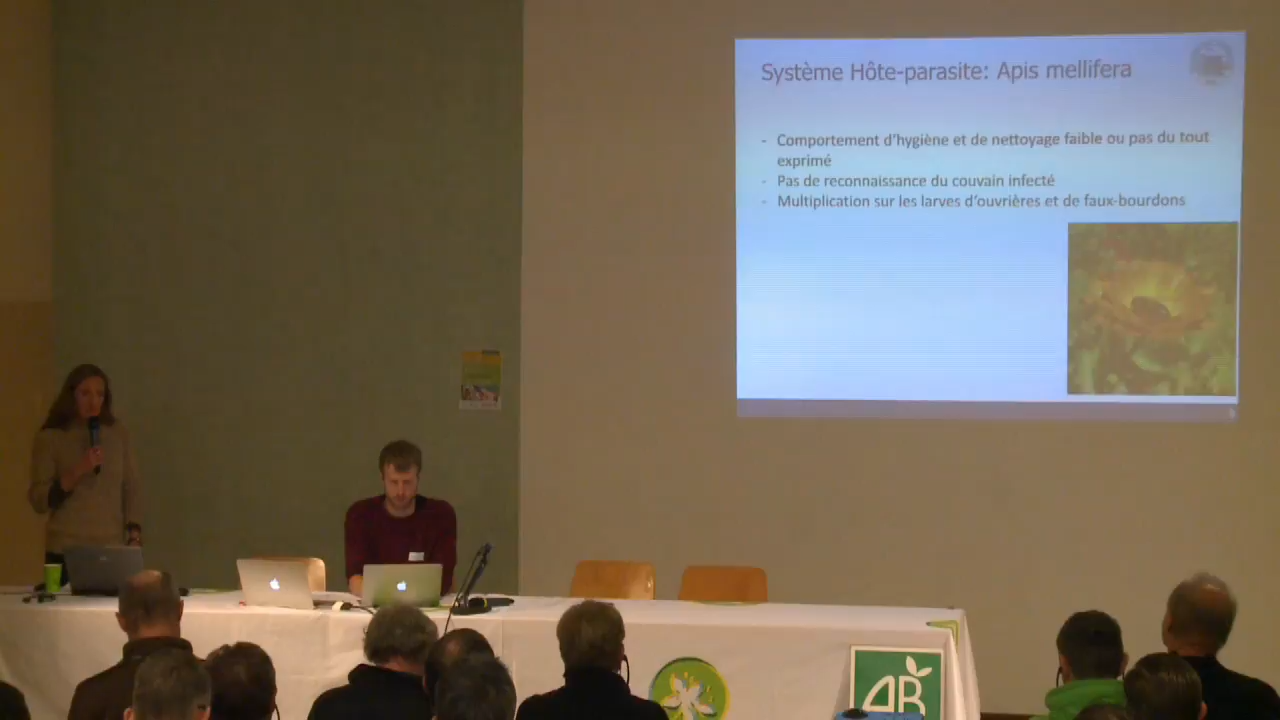 Système Hôte-parasite: Apis mellifera
- Comportement d'hygiène et de nettoyage faible ou pas du tout
exprimé
- Pas de reconnaissance du couvain infecté
- Multiplication sur les larves d'ouvrières et de faux-bourdons
AB